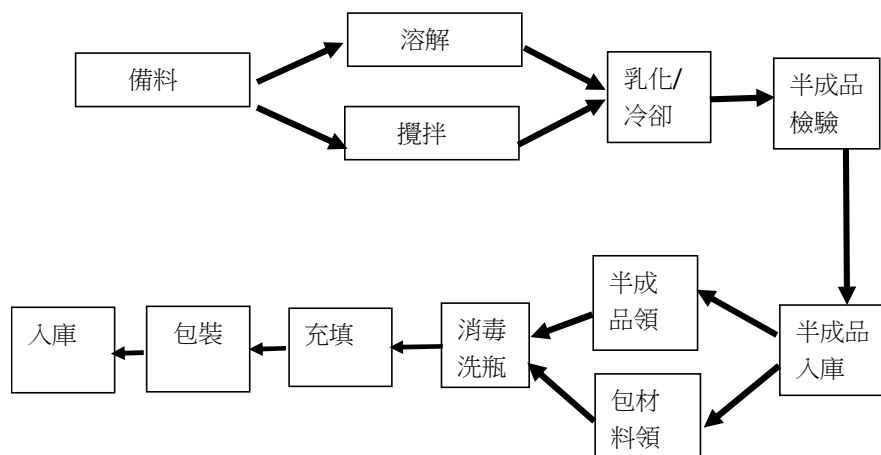 備料
溶解
攪拌
乳化/
冷卻
半成品
檢驗
半成品
入庫
半成
品領
包材
料領
消毒
洗瓶
充填
包裝
入庫